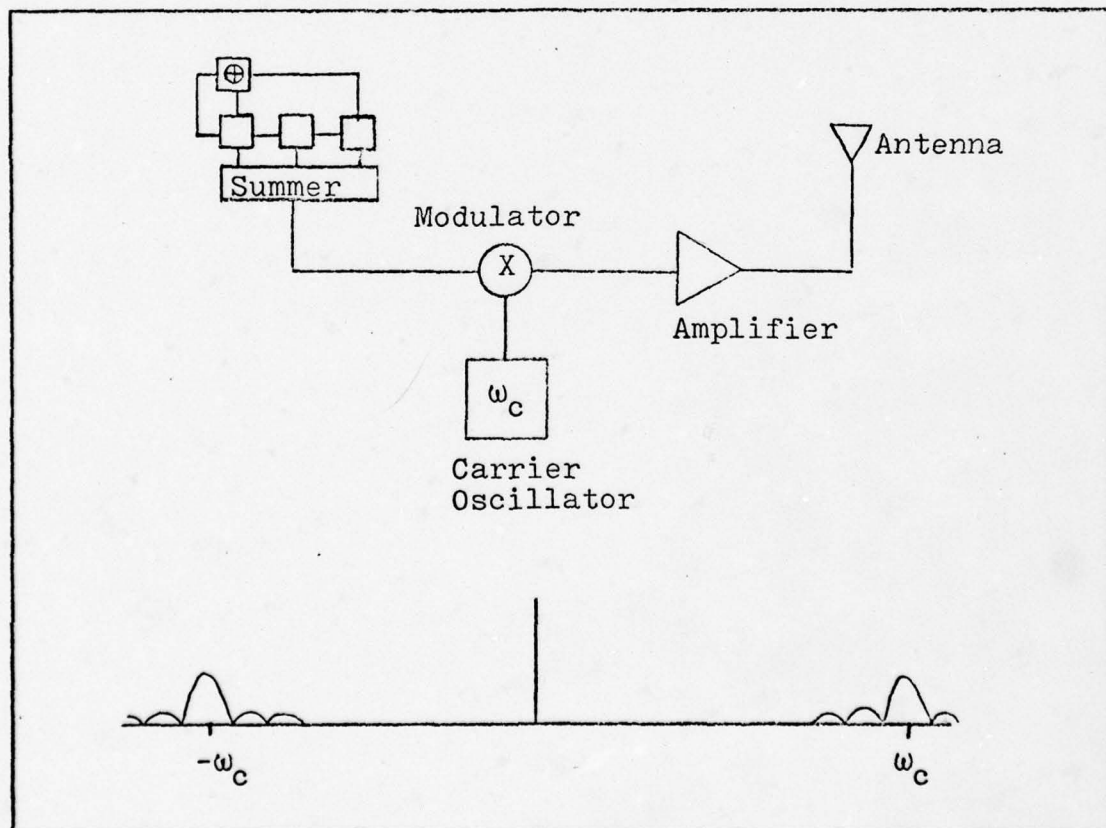 ⊕
Summer
Antenna
Modulator
X
Amplifier
ω_c
Carrier
Oscillator
-ω_c
ω_c